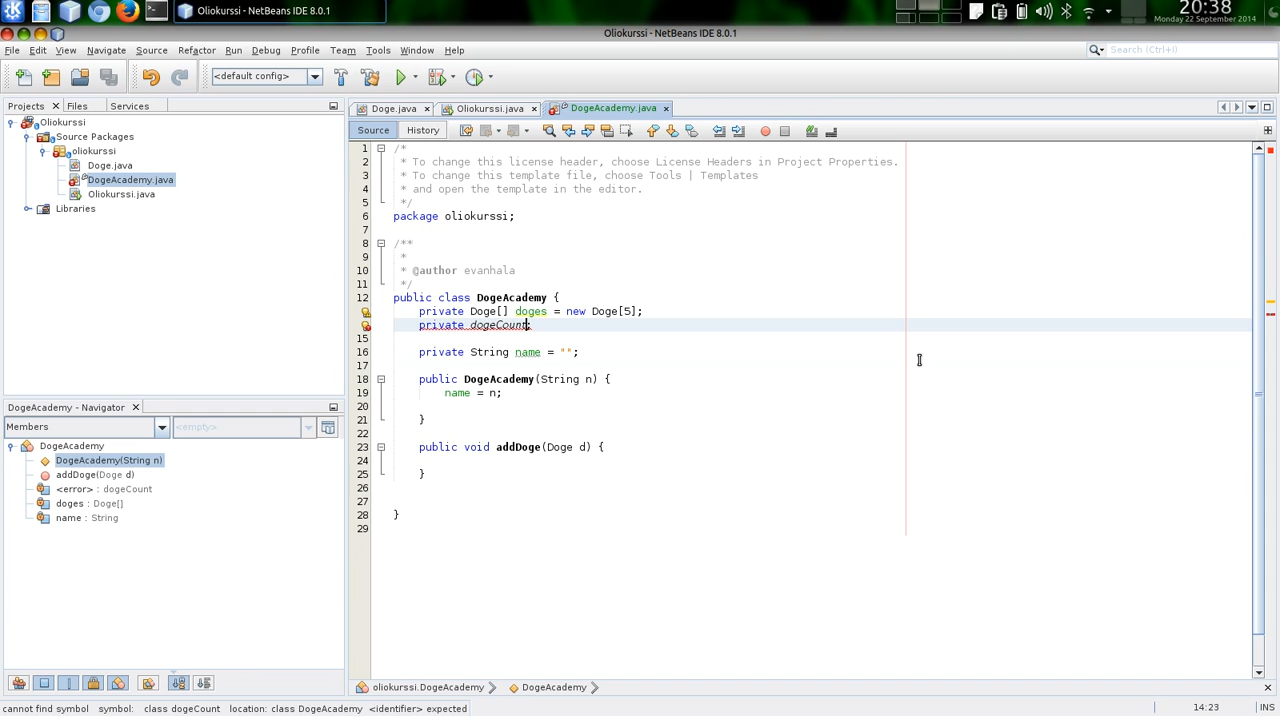 Oliokurssi - NetBeans IDE 8.0.1
20:38
Monday 22 September 2014
Oliokurssi - NetBeans IDE 8.0.1
File Edit View Navigate Source Refactor Run Debug Profile Team Tools Window Help
Search (Ctrl+I)
<default config>
Projects Files Services
Doge.java Oliokurssi.java DogeAcademy.java
Source History
Oliokurssi
Source Packages
oliokurssi
Doge.java
DogeAcademy.java
Oliokurssi.java
Libraries
1 /*
2 * To change this license header, choose License Headers in Project Properties.
3 * To change this template file, choose Tools | Templates
4 * and open the template in the editor.
5 */
6 package oliokurssi;
7
8 /**
9 *
10 * @author evanhala
11 */
12 public class DogeAcademy {
private Doge[] doges = new Doge[5];
private dogeCount;
15
16 private String name = "";
17
18 public DogeAcademy(String n) {
19 name = n;
20
21 }
22
23 public void addDoge(Doge d) {
24
25 }
26
27
28 }
29
DogeAcademy - Navigator
Members
<empty>
DogeAcademy
DogeAcademy(String n)
addDoge(Doge d)
<error> : dogeCount
doges : Doge[]
name : String
oliokurssi.DogeAcademy DogeAcademy
cannot find symbol symbol: class dogeCount location: class DogeAcademy <identifier> expected
14:23
INS